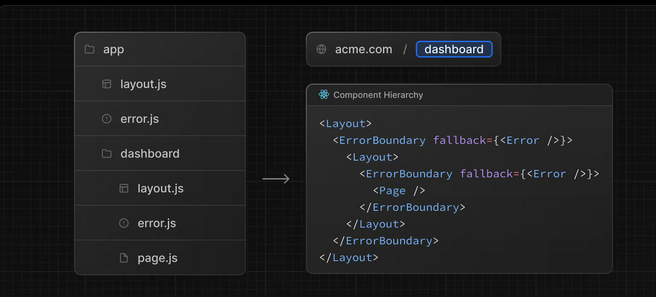 app
layout.js
error.js
dashboard
layout.js
error.js
page.js
acme.com / dashboard
Component Hierarchy
<Layout>
  <ErrorBoundary fallback={<Error />}>
    <Layout>
      <ErrorBoundary fallback={<Error />}>
        <Page />
      </ErrorBoundary>
    </Layout>
  </ErrorBoundary>
</Layout>